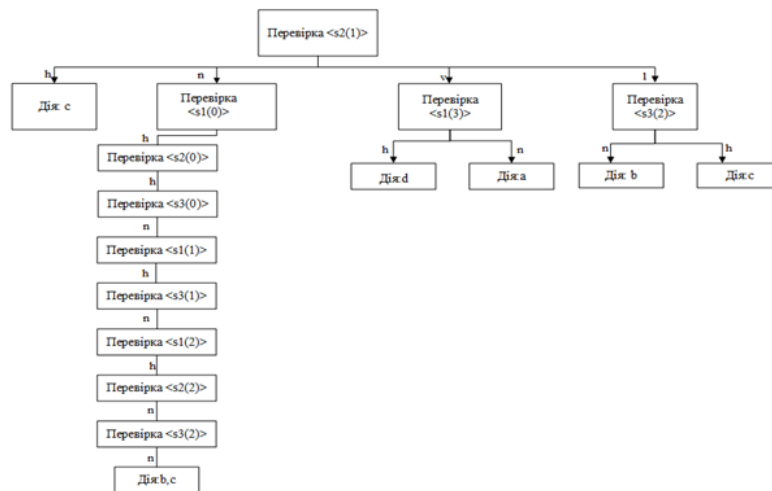 Перевірка <s2(1)>
h
n
v
l
Дія: c
Перевірка
<s1(0)>
Перевірка
<s1(3)>
Перевірка
<s3(2)>
h
h
n
n
h
Перевірка <s2(0)>
Дія:d
Дія:a
Дія: b
Дія:c
h
Перевірка <s3(0)>
n
Перевірка <s1(1)>
h
Перевірка <s3(1)>
n
Перевірка <s1(2)>
h
Перевірка <s2(2)>
n
Перевірка <s3(2)>
n
Дія:b,c